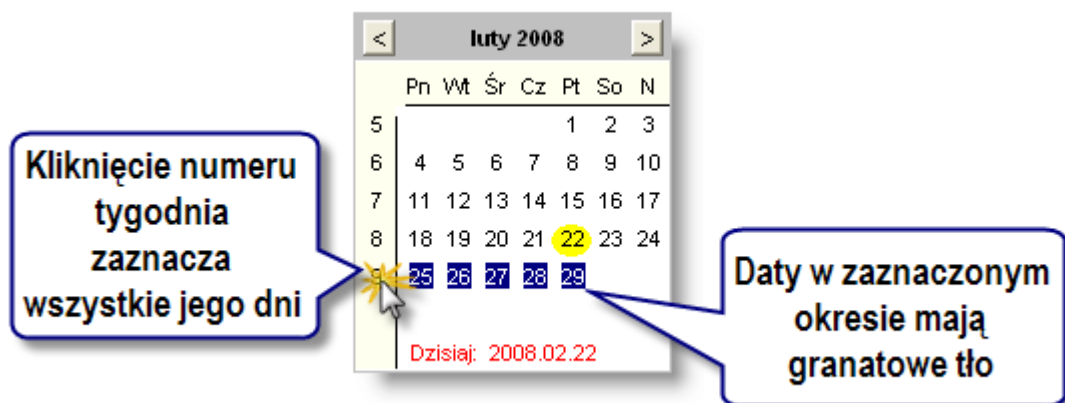 < luty 2008 >
Pn Wt Śr Cz Pt So N
5 1 2 3
6 4 5 6 7 8 9 10
7 11 12 13 14 15 16 17
8 18 19 20 21 22 23 24
9 25 26 27 28 29
Dzisiaj: 2008.02.22
Kliknięcie numeru
tygodnia
zaznacza
wszystkie jego dni
Daty w zaznaczonym
okresie mają
granatowe tło